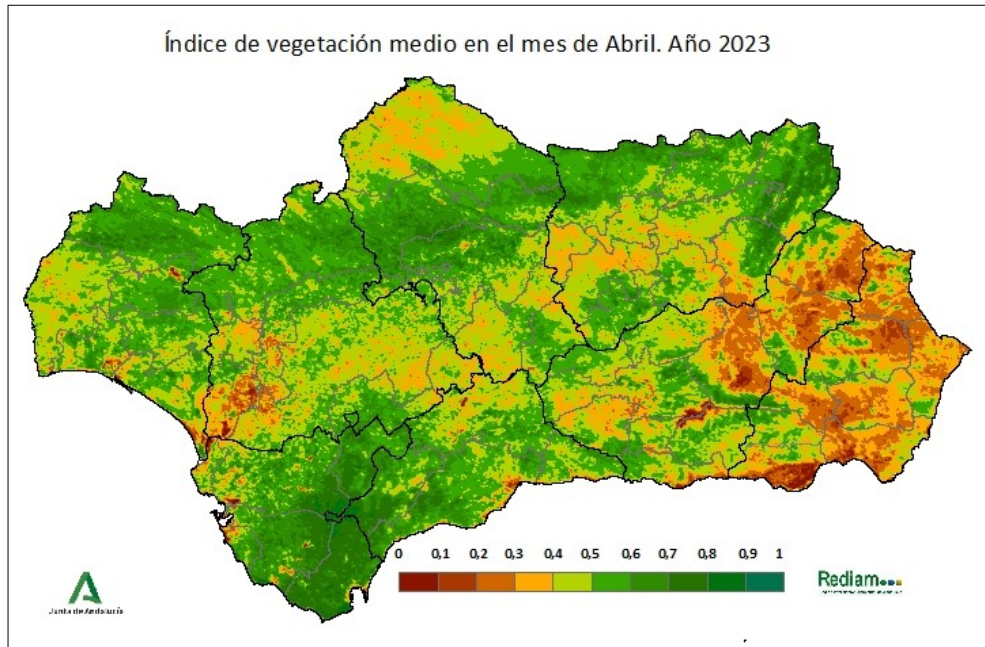 Índice de vegetación medio en el mes de Abril. Año 2023
0 0,1 0,2 0,3 0,4 0,5 0,6 0,7 0,8 0,9 1
Junta de Andalucía
Rediam